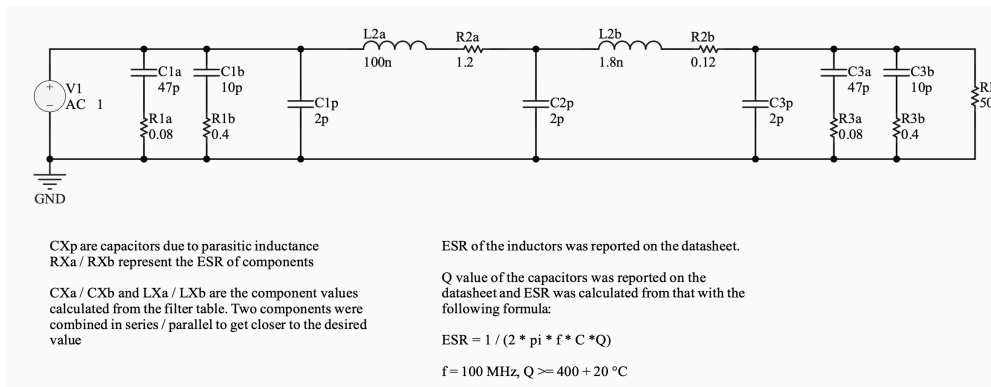 L2a
R2a
L2b
R2b
100n
1.2
1.8n
0.12
V1
AC 1
C1a
47p
C1b
10p
R1a
0.08
R1b
0.4
C1p
2p
C2p
2p
C3p
2p
C3a
47p
C3b
10p
R3a
0.08
R3b
0.4
50
GND
CXp are capacitors due to parasitic inductance
RXa / RXb represent the ESR of components
CXa / CXb and LXa / LXb are the component values
calculated from the filter table. Two components were
combined in series / parallel to get closer to the desired
value
ESR of the inductors was reported on the datasheet.
Q value of the capacitors was reported on the
datasheet and ESR was calculated from that with the
following formula:
ESR = 1 / (2 * pi * f * C *Q)
f = 100 MHz, Q >= 400 + 20 °C